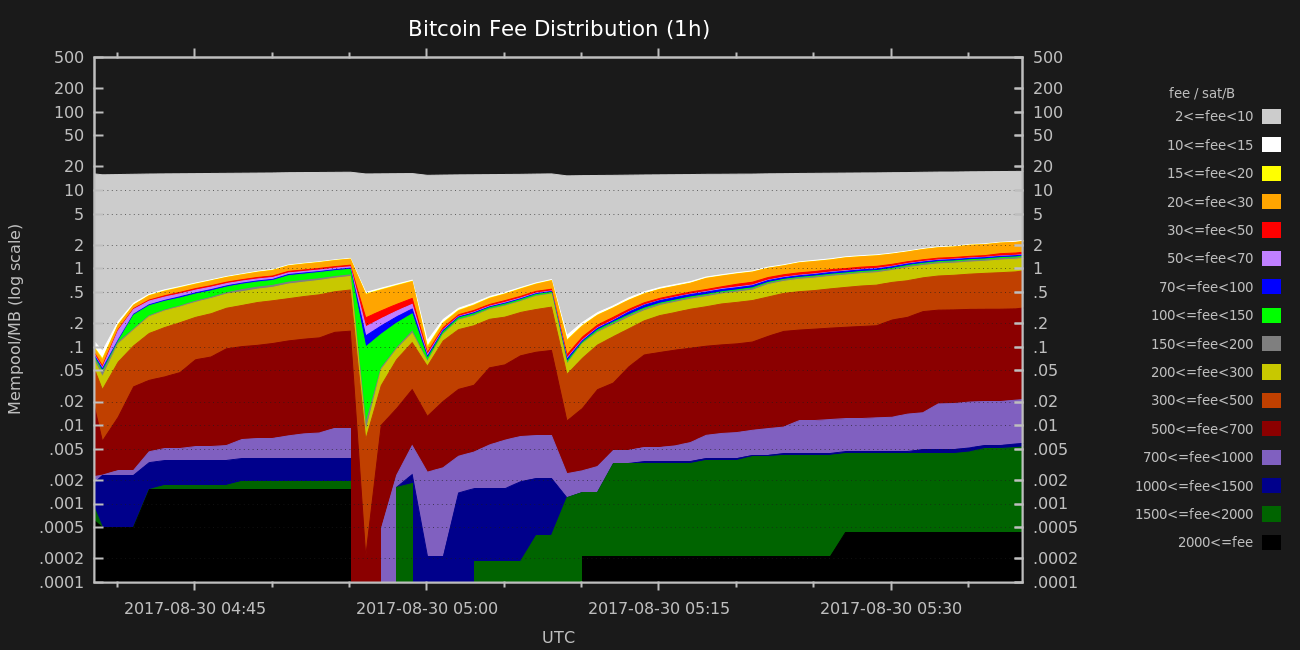 Bitcoin Fee Distribution (1h)
Mempool/MB (log scale)
500
200
100
50
20
10
5
2
1
.5
.2
.1
.05
.02
.01
.005
.002
.001
.0005
.0002
.0001
500
200
100
50
20
10
5
2
1
.5
.2
.1
.05
.02
.01
.005
.002
.001
.0005
.0002
.0001
2017-08-30 04:45
2017-08-30 05:00
2017-08-30 05:15
2017-08-30 05:30
UTC
fee / sat/B
2<=fee<10
10<=fee<15
15<=fee<20
20<=fee<30
30<=fee<50
50<=fee<70
70<=fee<100
100<=fee<150
150<=fee<200
200<=fee<300
300<=fee<500
500<=fee<700
700<=fee<1000
1000<=fee<1500
1500<=fee<2000
2000<=fee